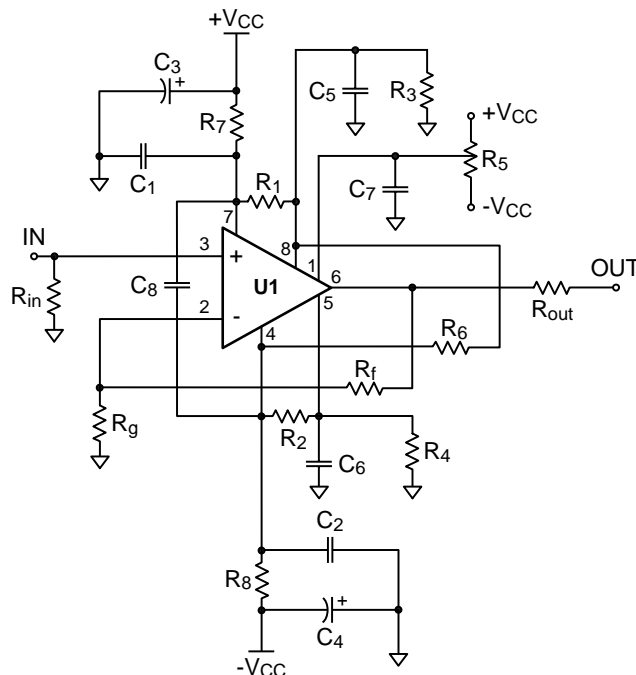 +VCC
C3
+
C5
R3
R7
+VCC
C1
R1
C7
R5
-VCC
7
IN
3
8
1
+
U1
6
OUT
Rin
C8
2
-
5
4
R6
Rout
Rf
Rg
R2
R4
C6
C2
R8
+
C4
-VCC